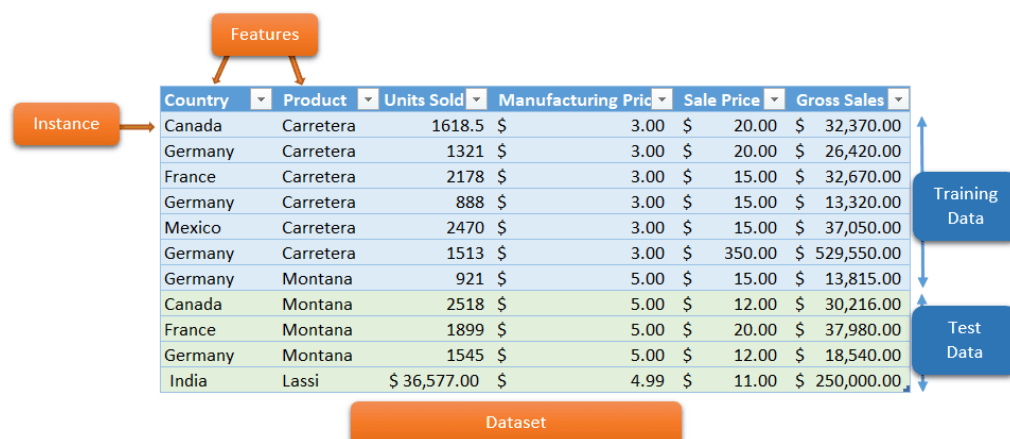 Features
Instance
Country Product Units Sold Manufacturing Pric Sale Price Gross Sales
Canada Carretera 1618.5 $ 3.00 $ 20.00 $ 32,370.00
Germany Carretera 1321 $ 3.00 $ 20.00 $ 26,420.00
France Carretera 2178 $ 3.00 $ 15.00 $ 32,670.00
Germany Carretera 888 $ 3.00 $ 15.00 $ 13,320.00
Mexico Carretera 2470 $ 3.00 $ 15.00 $ 37,050.00
Germany Carretera 1513 $ 3.00 $ 350.00 $ 529,550.00
Germany Montana 921 $ 5.00 $ 15.00 $ 13,815.00
Canada Montana 2518 $ 5.00 $ 12.00 $ 30,216.00
France Montana 1899 $ 5.00 $ 20.00 $ 37,980.00
Germany Montana 1545 $ 5.00 $ 12.00 $ 18,540.00
India Lassi $ 36,577.00 $ 4.99 $ 11.00 $ 250,000.00
Training
Data
Test
Data
Dataset